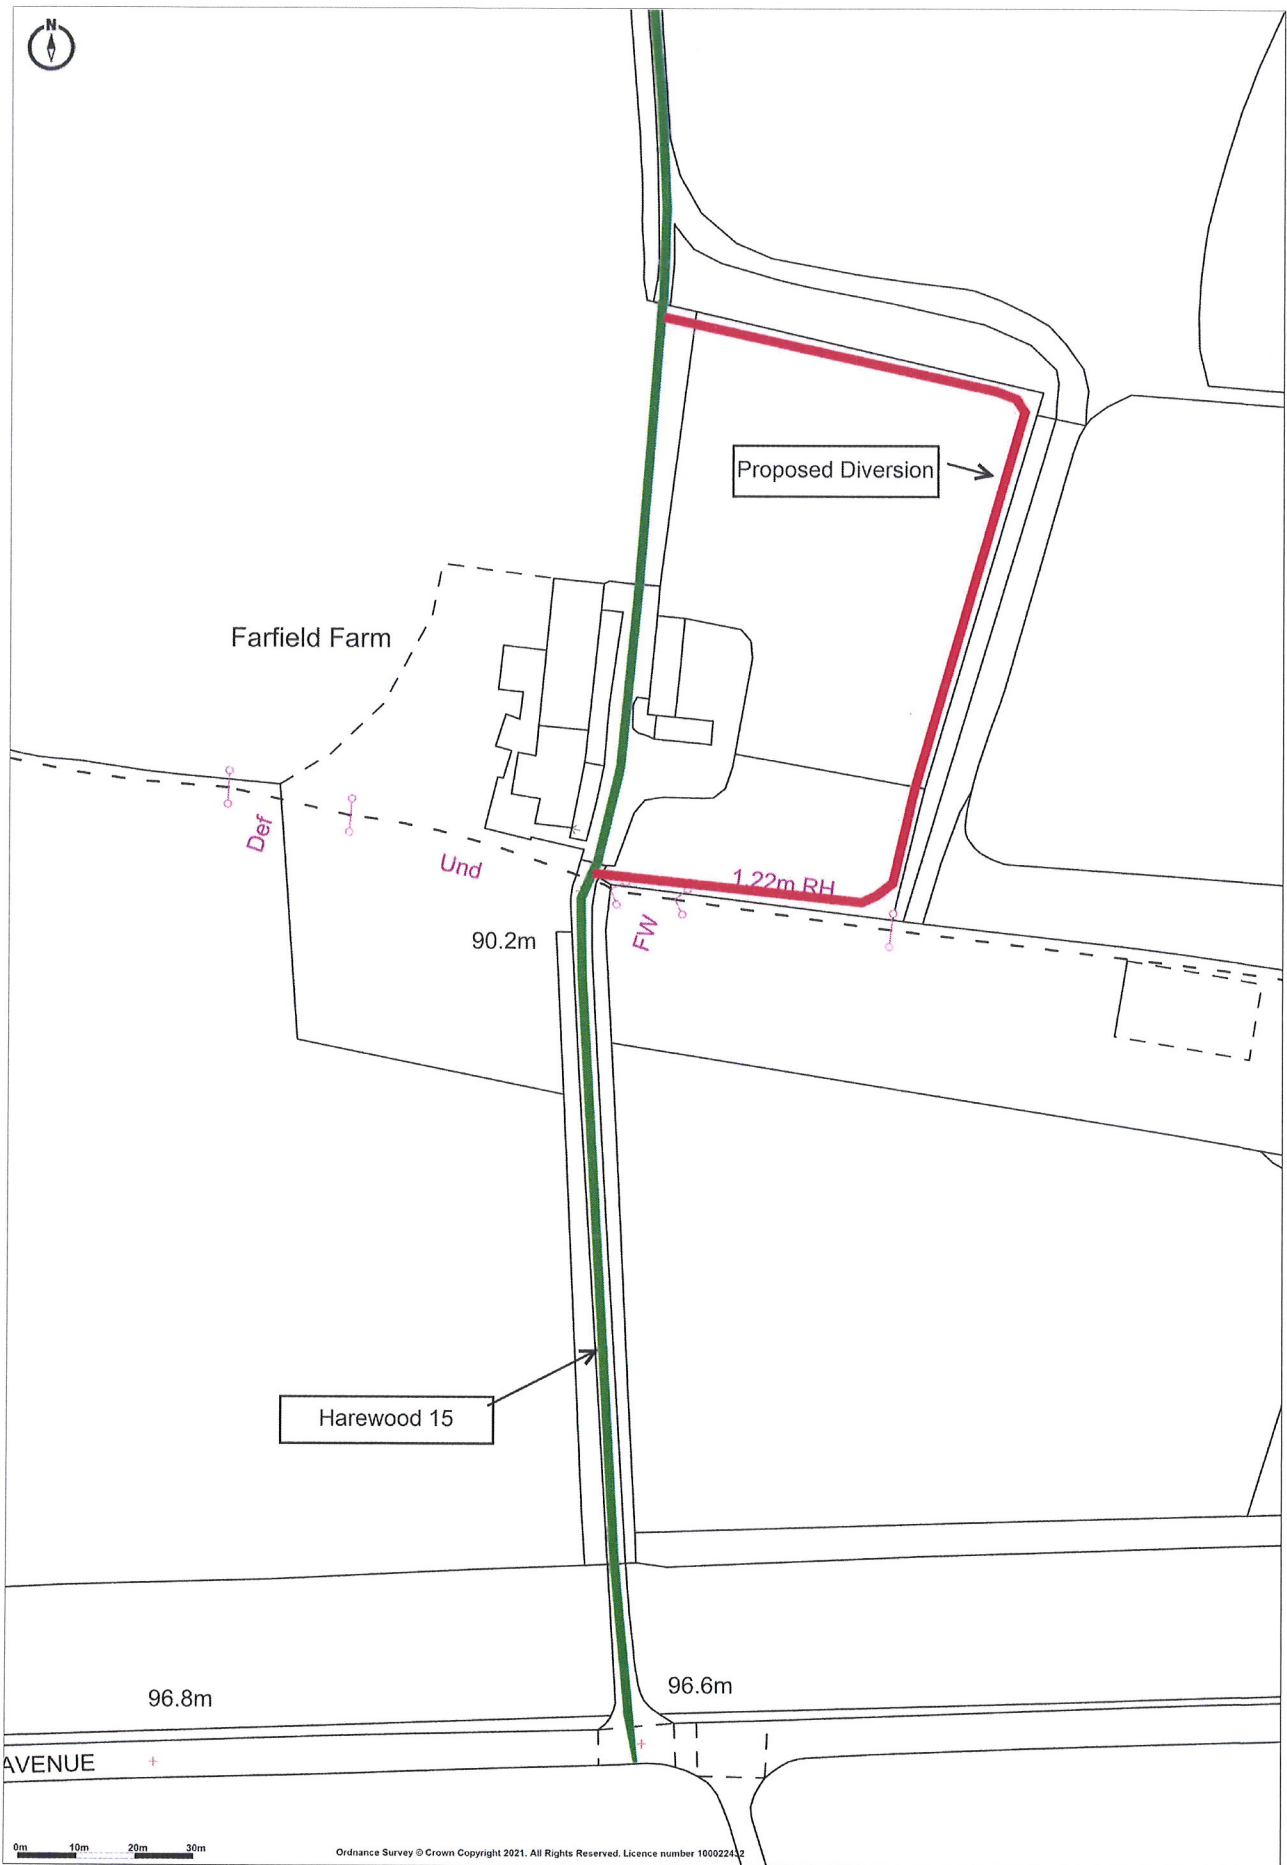 N
Proposed Diversion
Farfield Farm
Def
Und
1.22m RH
FW
90.2m
Harewood 15
96.8m
96.6m
AVENUE
0m 10m 20m 30m
Ordnance Survey © Crown Copyright 2021. All Rights Reserved. Licence number 100022432